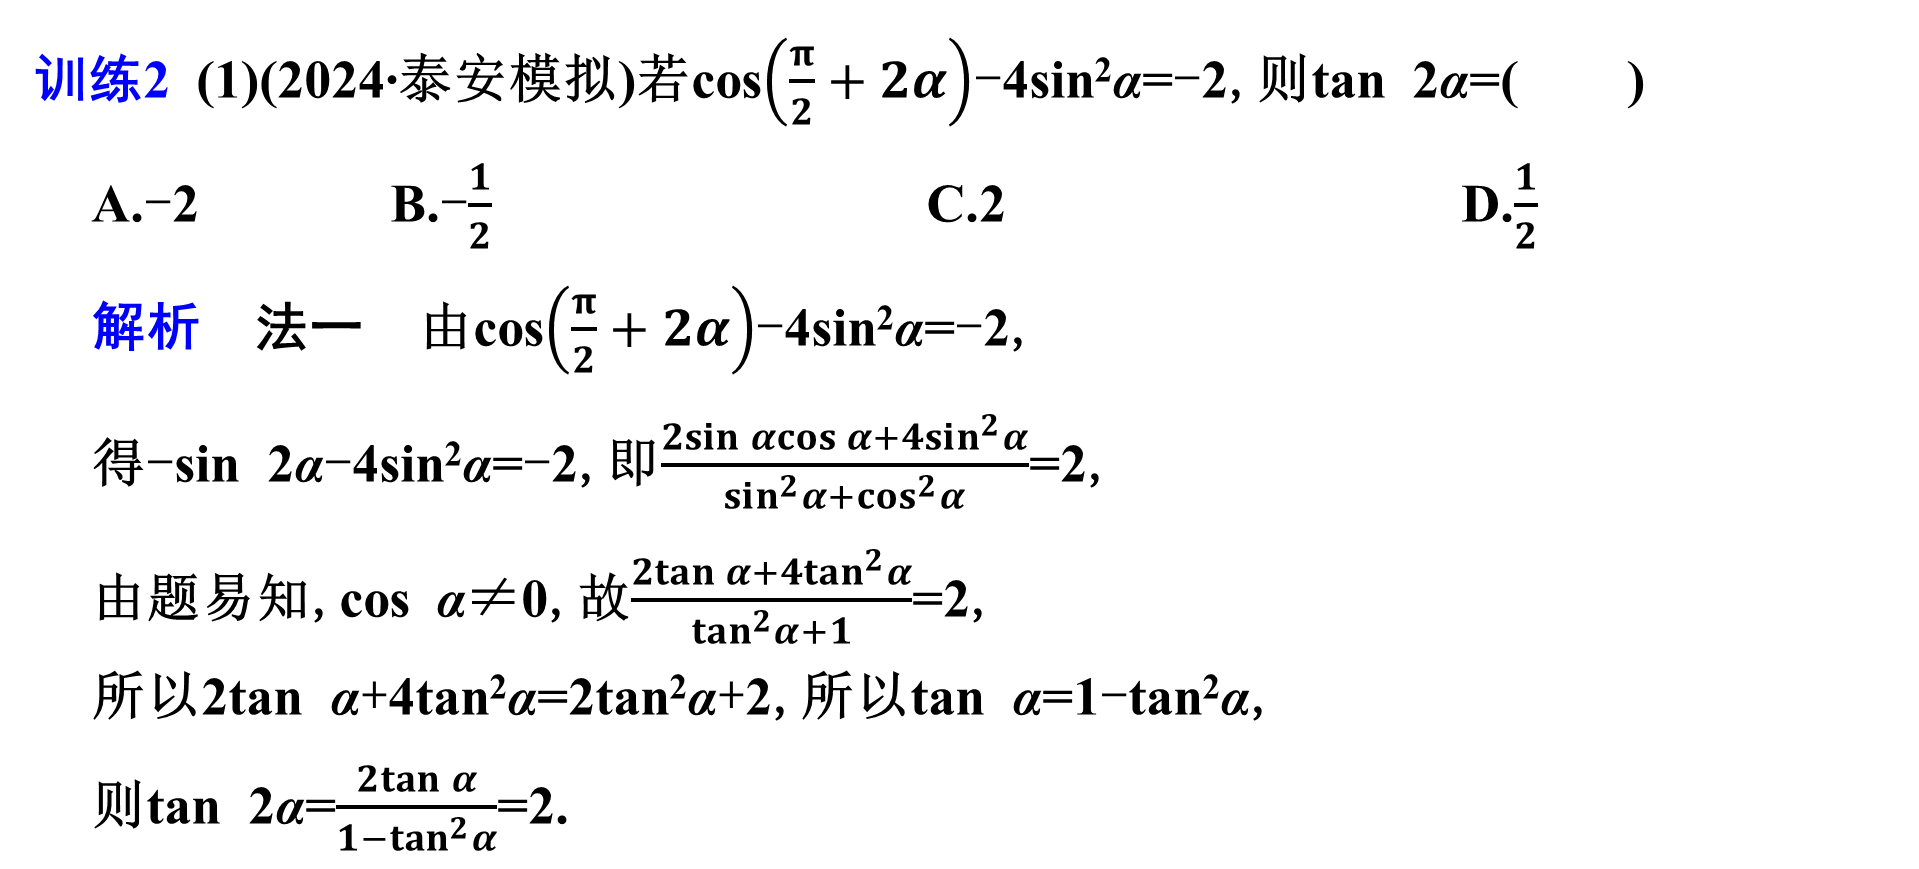 训练2 (1)(2024·泰安模拟)若cos(π/2 + 2α)−4sin²α=−2, 则tan 2α=( )
A.−2 B.−1/2 C.2 D.1/2
解析 法一 由cos(π/2 + 2α)−4sin²α=−2,
得−sin 2α−4sin²α=−2, 即(2sin αcos α+4sin²α)/(sin²α+cos²α)=2,
由题易知, cos α≠0, 故(2tan α+4tan²α)/(tan²α+1)=2,
所以2tan α+4tan²α=2tan²α+2, 所以tan α=1−tan²α,
则tan 2α=(2tan α)/(1−tan²α)=2.